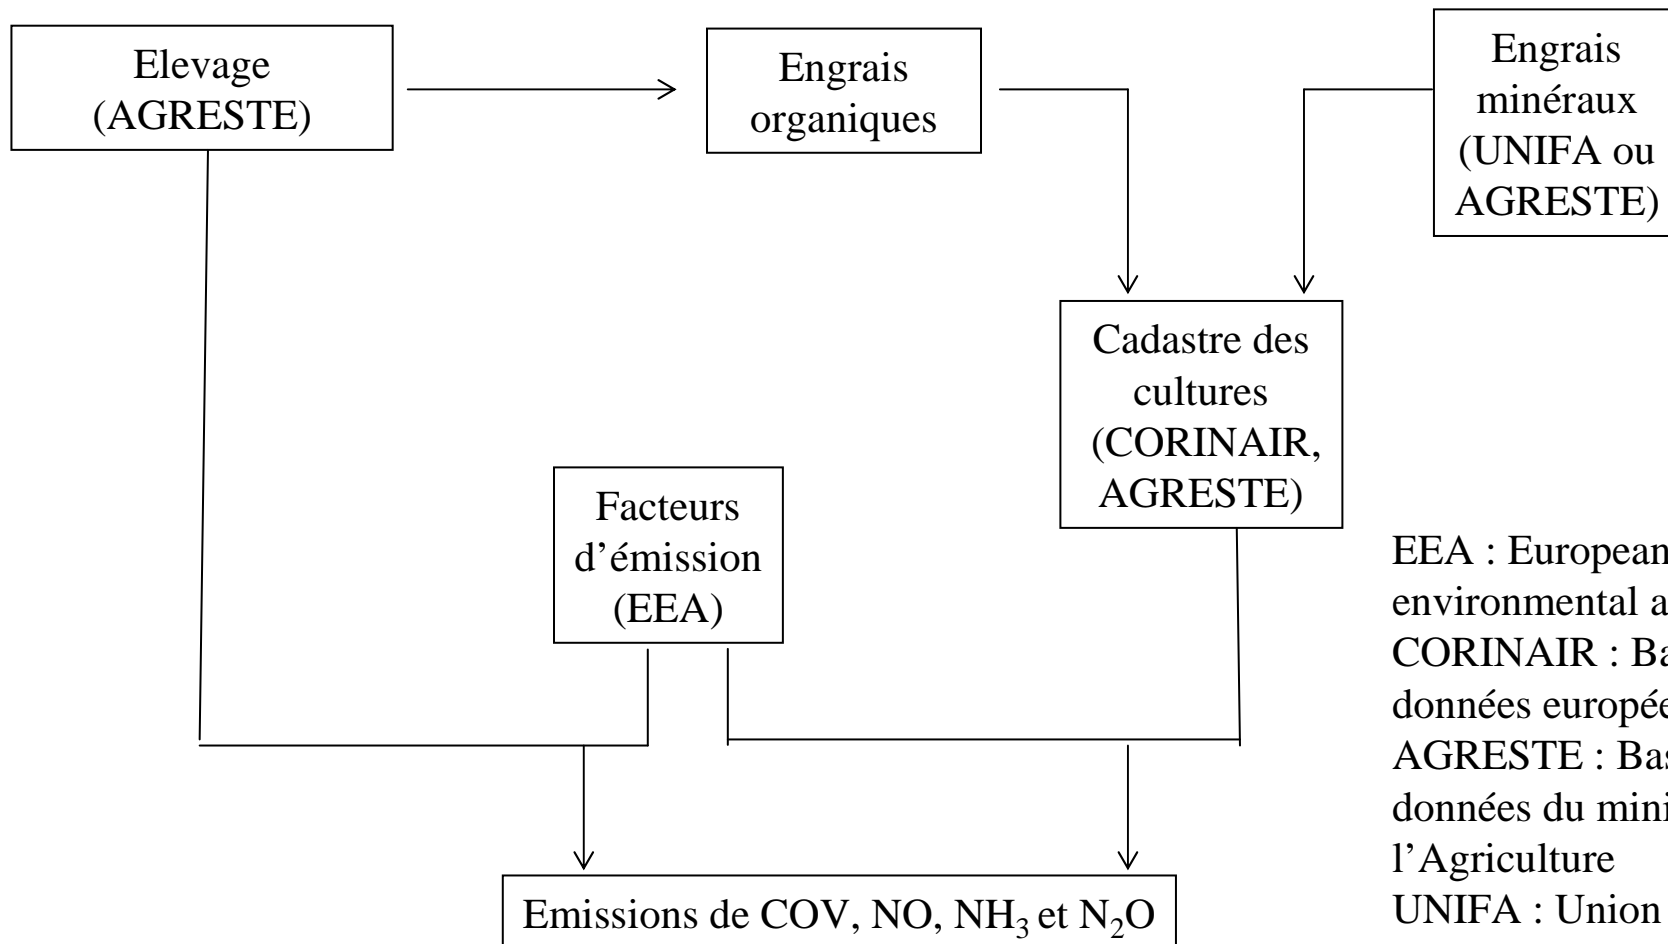 Elevage
(AGRESTE)
Engrais
organiques
Engrais
minéraux
(UNIFA ou
AGRESTE)
Cadastre des
cultures
(CORINAIR,
AGRESTE)
Facteurs
d’émission
(EEA)
EEA : European
environmental a
CORINAIR : Ba
données europée
AGRESTE : Bas
données du mini
l’Agriculture
UNIFA : Union
Emissions de COV, NO, NH₃ et N₂O